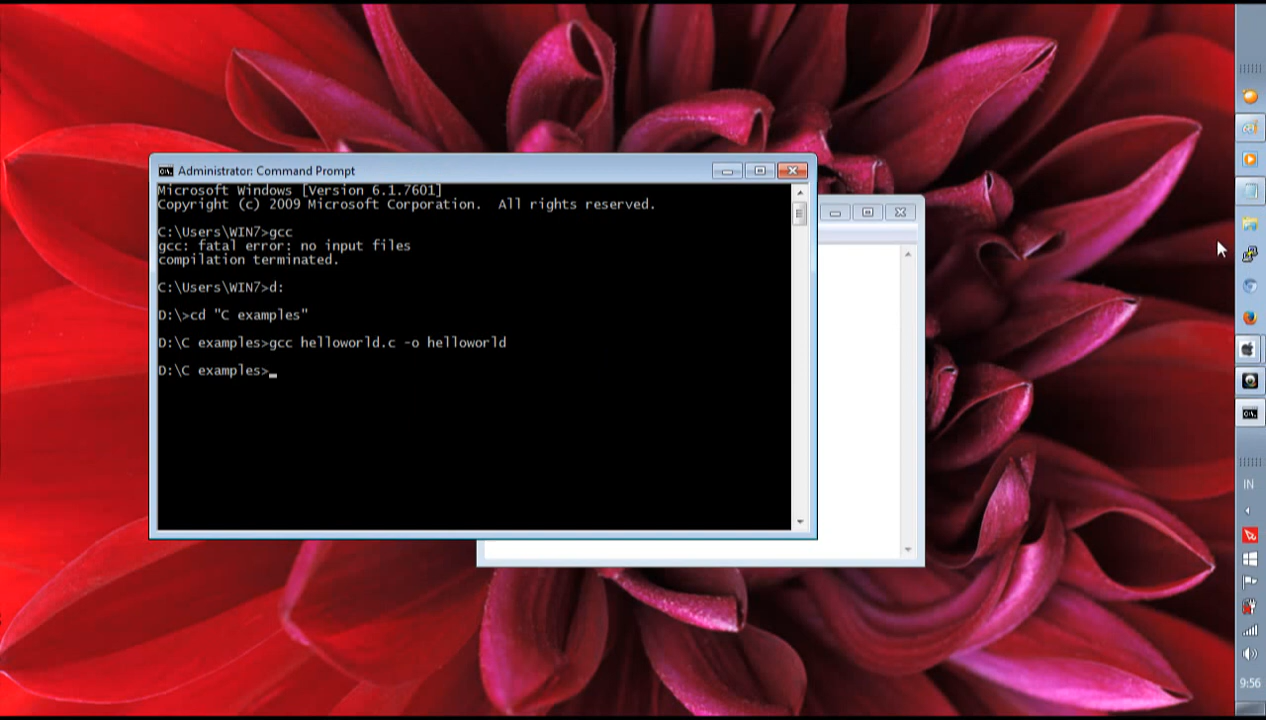 Administrator: Command Prompt
Microsoft Windows [Version 6.1.7601]
Copyright (c) 2009 Microsoft Corporation.  All rights reserved.
C:\Users\WIN7>gcc
gcc: fatal error: no input files
compilation terminated.
C:\Users\WIN7>d:
D:\>cd "C examples"
D:\C examples>gcc helloworld.c -o helloworld
D:\C examples>
IN
9:56